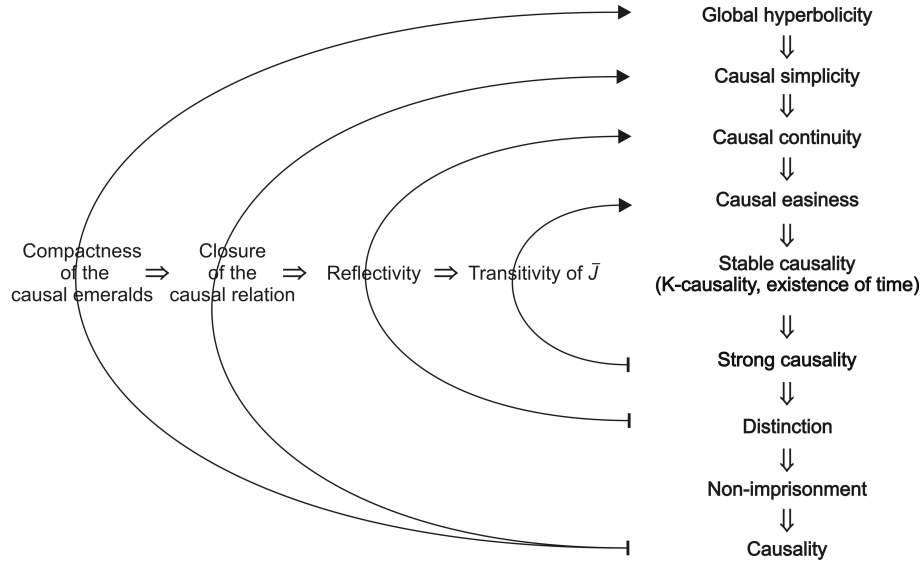 Global hyperbolicity
⇓
Causal simplicity
⇓
Causal continuity
⇓
Causal easiness
⇓
Compactness
of the
causal emeralds
⇒
Closure
of the
causal relation
⇒
Reflectivity
⇒
Transitivity of J̄
Stable causality
(K-causality, existence of time)
⇓
Strong causality
⇓
Distinction
⇓
Non-imprisonment
⇓
Causality